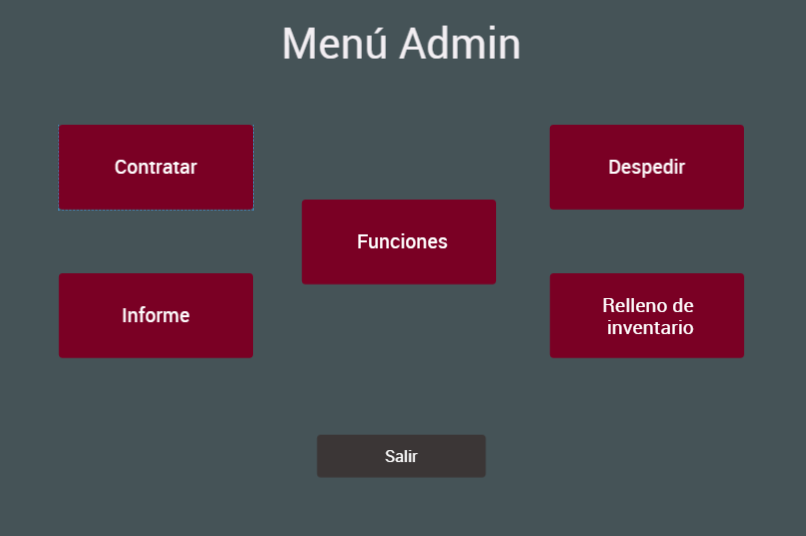 Menú Admin
Contratar
Despedir
Funciones
Informe
Relleno de
inventario
Salir